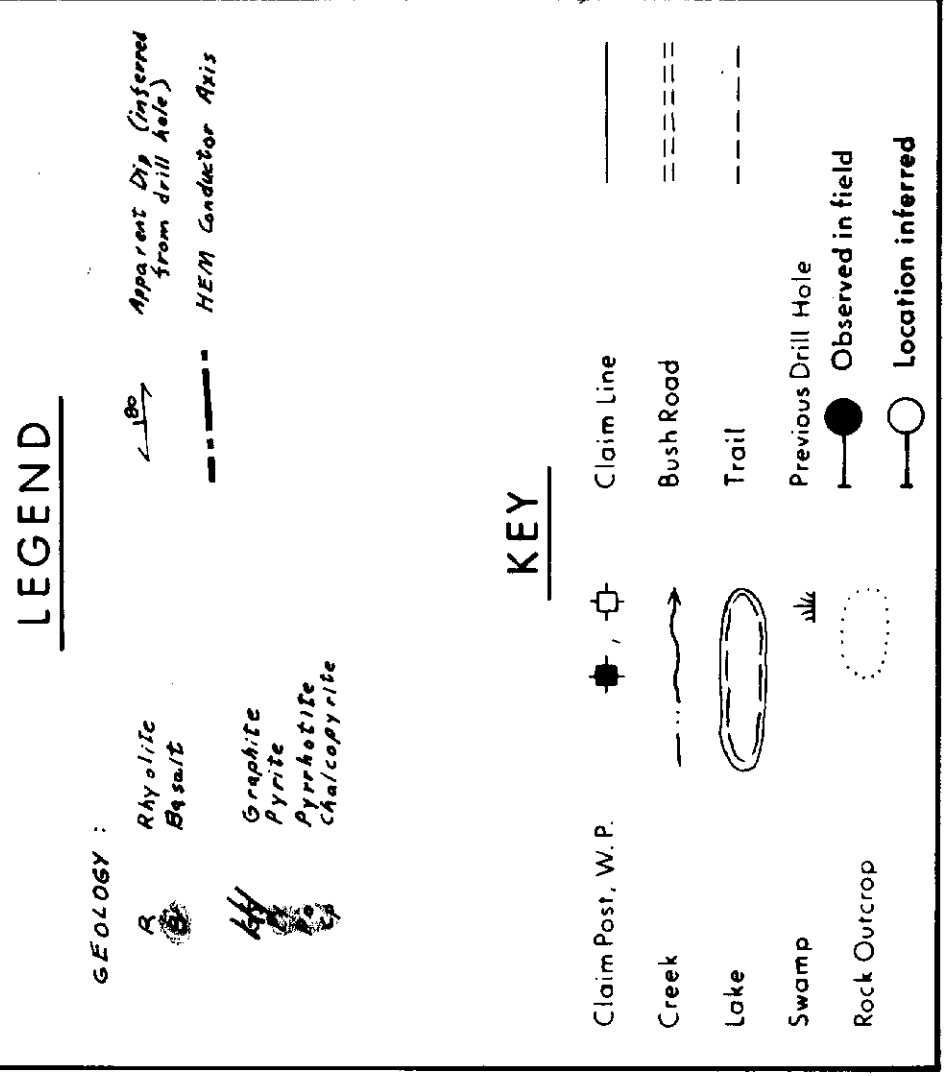 LEGEND
GEOLOGY :
R Rhyolite
B Basalt
Graphite
Pyrite
Po Pyrrhotite
cp Chalcopyrite
80 Apparent Dip (inferred
from drill hole)
HEM Conductor Axis
KEY
Claim Post, W.P.
,
Creek
Lake
Swamp
Rock Outcrop
Claim Line
Bush Road
Trail
Previous Drill Hole
Observed in field
Location inferred